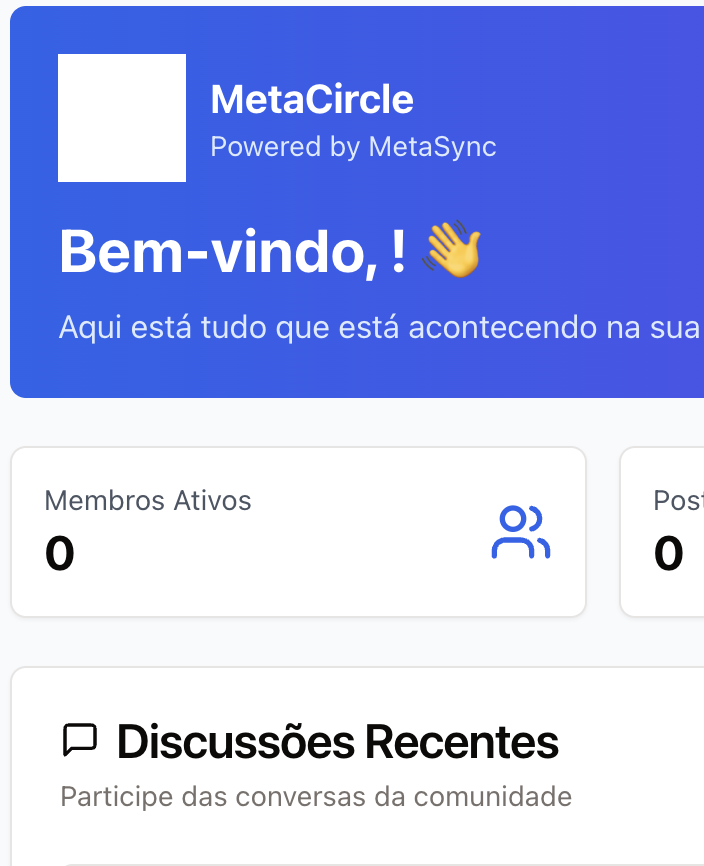 MetaCircle
Powered by MetaSync
Bem-vindo, ! 👋
Aqui está tudo que está acontecendo na sua
Membros Ativos
0
Post
0
Discussões Recentes
Participe das conversas da comunidade